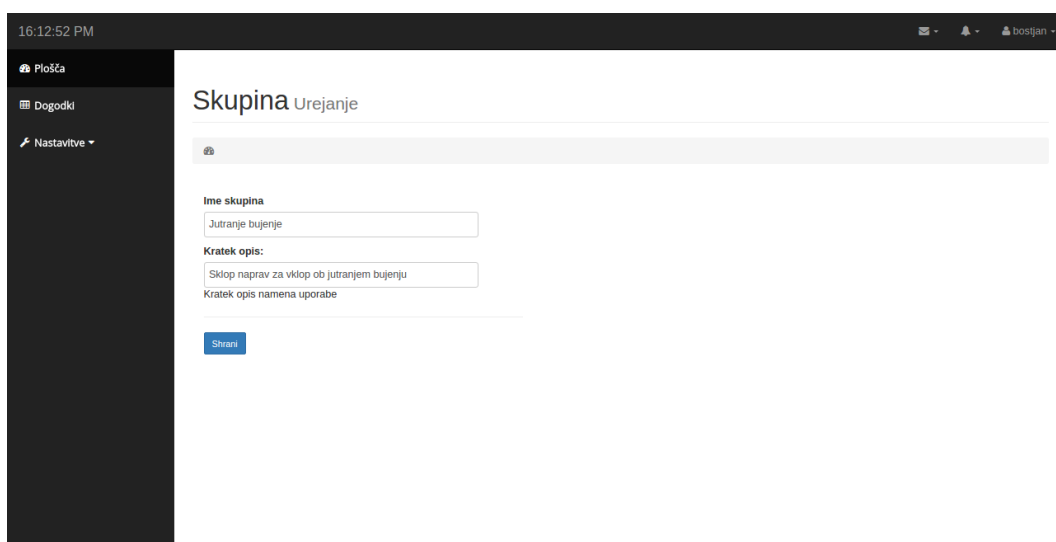 16:12:52 PM
bostjan
Plošča
Dogodki
Nastavitve
Skupina Urejanje
Ime skupina
Jutranje bujenje
Kratek opis:
Sklop naprav za vklop ob jutranjem bujenju
Kratek opis namena uporabe
Shrani